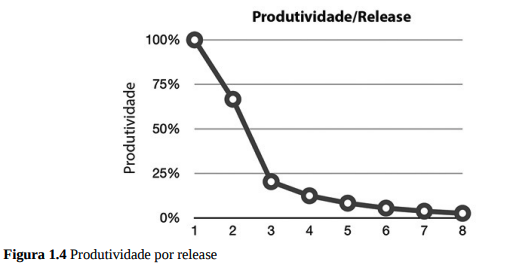 Produtividade/Release
100%
75%
50%
25%
0%
Produtividade
1 2 3 4 5 6 7 8
Figura 1.4 Produtividade por release